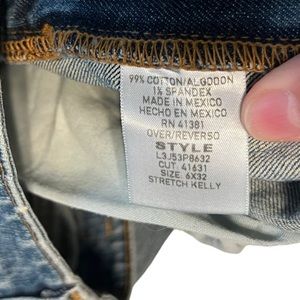 99% COTTON/ALGODON
1% SPANDEX
MADE IN MEXICO
HECHO EN MEXICO
RN 41381
OVER/REVERSO
STYLE
L3J53P8632
CUT. 41631
SIZE. 6X32
STRETCH KELLY